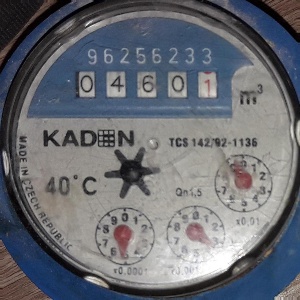 96256233
04601 m³
KADEN TCS 142/92-1136
40°C Qn1,5
x0,01
x0,0001 x0,001
MADE IN CZECH REPUBLIC